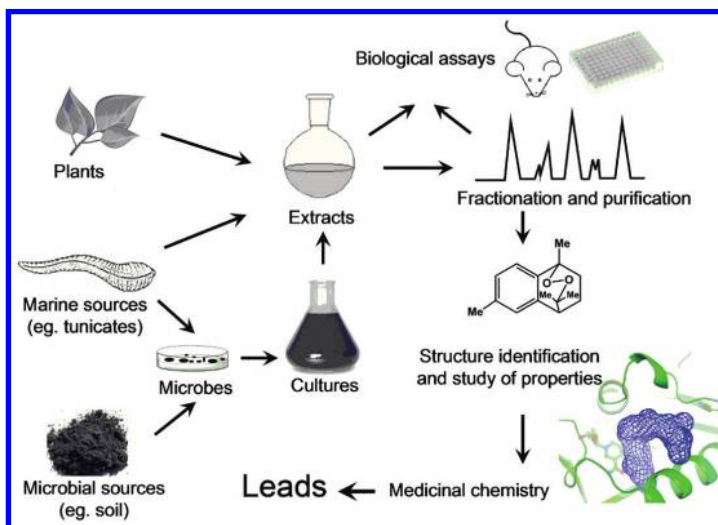 Biological assays
Plants
Extracts
Fractionation and purification
Me
O
O
Me
Me
Me
Marine sources
(eg. tunicates)
Microbes
Cultures
Structure identification
and study of properties
Microbial sources
(eg. soil)
Leads
Medicinal chemistry